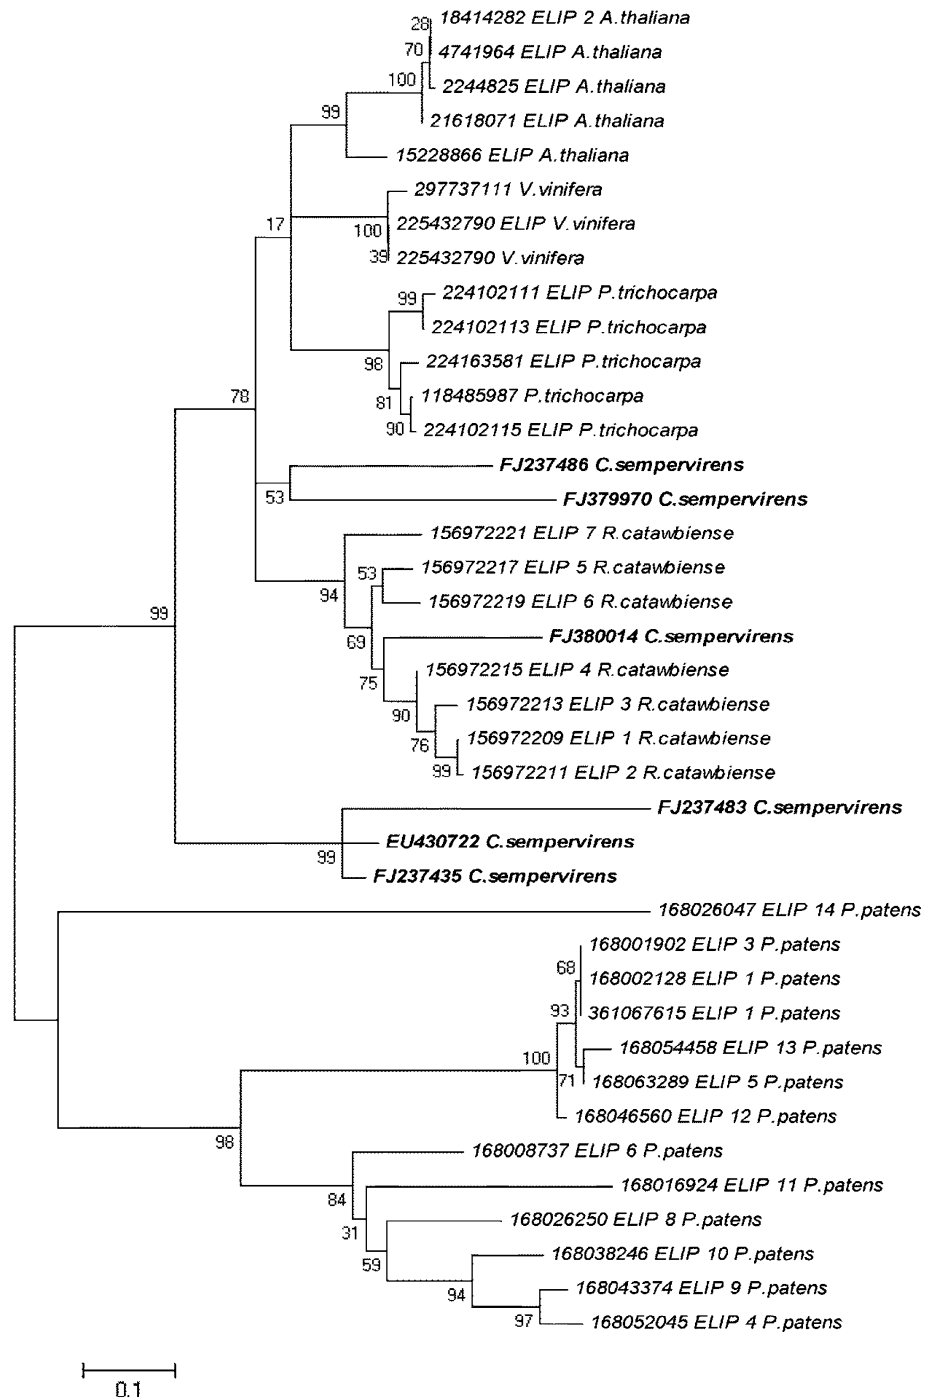 18414282 ELIP 2 A.thaliana
28
70
4741964 ELIP A.thaliana
100
2244825 ELIP A.thaliana
99
21618071 ELIP A.thaliana
15228866 ELIP A.thaliana
297737111 V.vinifera
17
100
225432790 ELIP V.vinifera
39
225432790 V.vinifera
99
224102111 ELIP P.trichocarpa
224102113 ELIP P.trichocarpa
98
224163581 ELIP P.trichocarpa
78
81
118485987 P.trichocarpa
90
224102115 ELIP P.trichocarpa
FJ237486 C.sempervirens
53
FJ379970 C.sempervirens
156972221 ELIP 7 R.catawbiense
53
156972217 ELIP 5 R.catawbiense
94
156972219 ELIP 6 R.catawbiense
99
69
FJ380014 C.sempervirens
75
156972215 ELIP 4 R.catawbiense
90
156972213 ELIP 3 R.catawbiense
76
156972209 ELIP 1 R.catawbiense
99
156972211 ELIP 2 R.catawbiense
FJ237483 C.sempervirens
EU430722 C.sempervirens
99
FJ237435 C.sempervirens
168026047 ELIP 14 P.patens
168001902 ELIP 3 P.patens
68
168002128 ELIP 1 P.patens
93
361067615 ELIP 1 P.patens
100
168054458 ELIP 13 P.patens
71
168063289 ELIP 5 P.patens
168046560 ELIP 12 P.patens
98
168008737 ELIP 6 P.patens
84
168016924 ELIP 11 P.patens
31
168026250 ELIP 8 P.patens
59
168038246 ELIP 10 P.patens
94
168043374 ELIP 9 P.patens
97
168052045 ELIP 4 P.patens
0.1